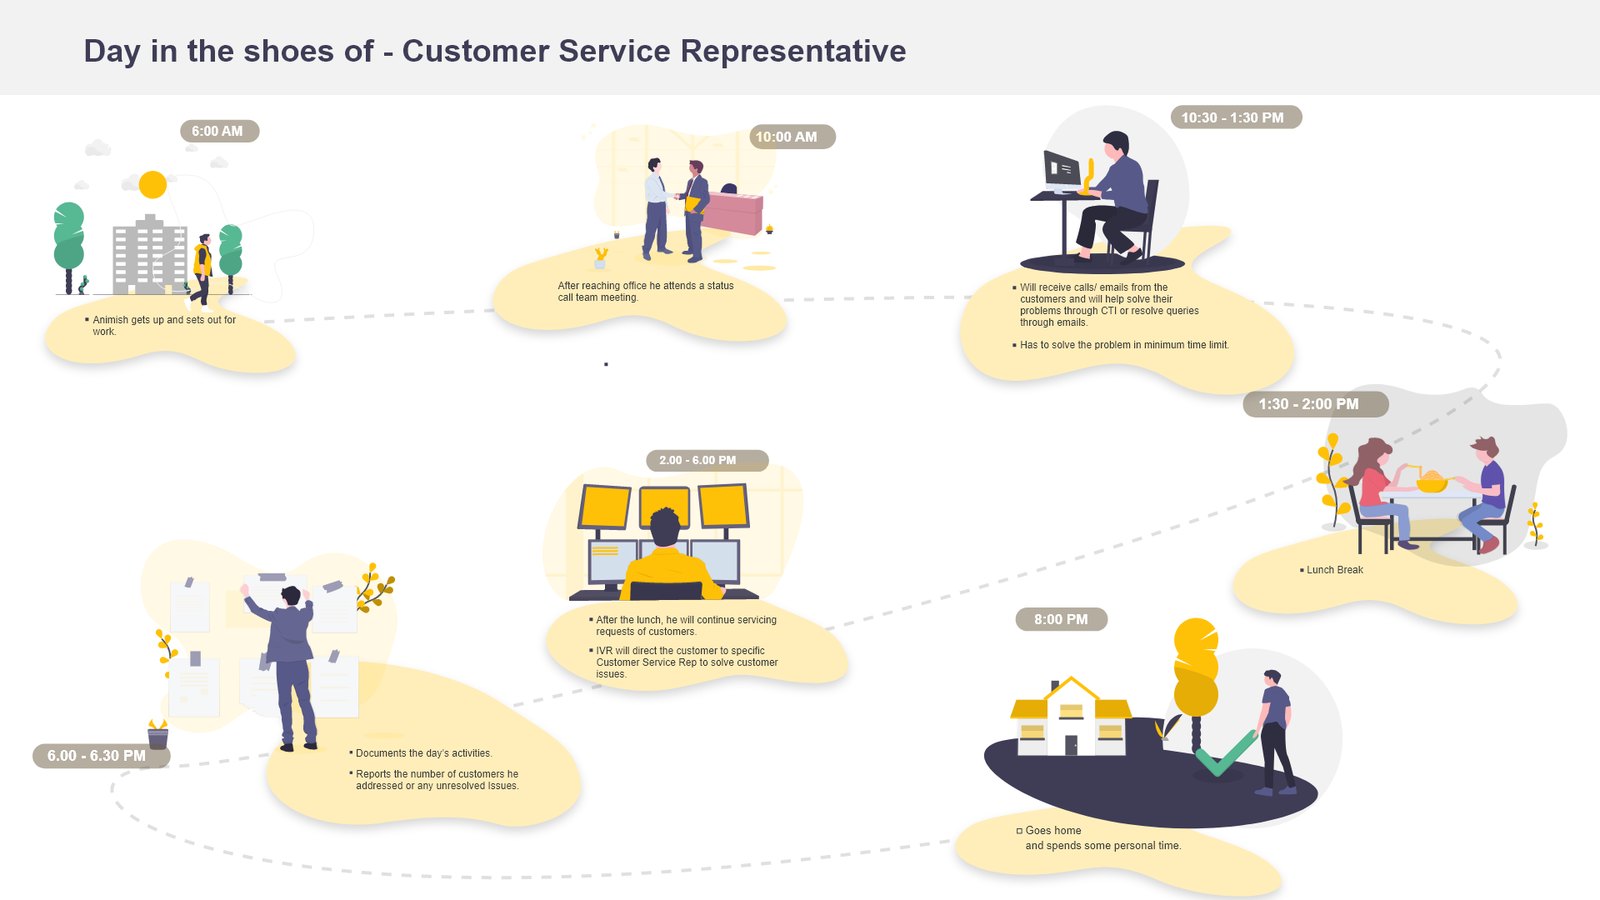 Day in the shoes of - Customer Service Representative
6:00 AM
▪ Animish gets up and sets out for
work.
10:00 AM
After reaching office he attends a status
call team meeting.
▪
10:30 - 1:30 PM
▪ Will receive calls/ emails from the
customers and will help solve their
problems through CTI or resolve queries
through emails.
▪ Has to solve the problem in minimum time limit.
1:30 - 2:00 PM
▪ Lunch Break
2.00 - 6.00 PM
▪ After the lunch, he will continue servicing
requests of customers.
▪ IVR will direct the customer to specific
Customer Service Rep to solve customer
issues.
6.00 - 6.30 PM
▪ Documents the day's activities.
▪ Reports the number of customers he
addressed or any unresolved Issues.
8:00 PM
□ Goes home
and spends some personal time.